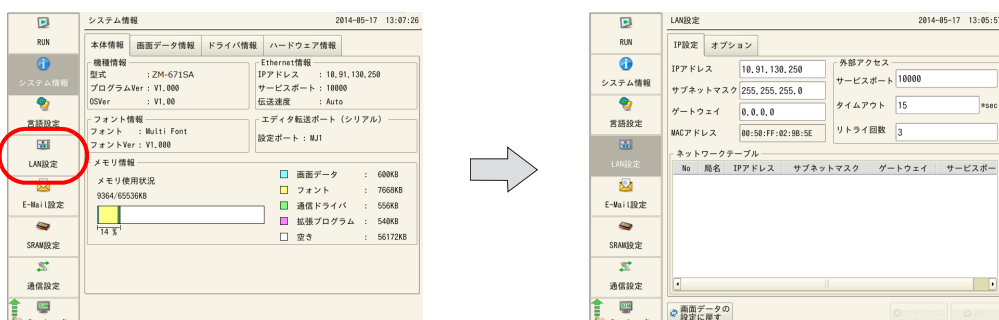 システム情報 2014-05-17 13:07:26
RUN
システム情報
言語設定
LAN設定
E-Mail設定
SRAM設定
通信設定
本体情報 画面データ情報 ドライバ情報 ハードウェア情報
機種情報
型式 :ZM-671SA
プログラムVer : V1.000
OSVer : V1.00
Ethernet情報
IPアドレス : 10.91.130.250
サービスポート : 10000
伝送速度 : Auto
フォント情報
フォント : Multi Font
フォントVer : V1.000
エディタ転送ポート (シリアル)
設定ポート : MJ1
メモリ情報
メモリ使用状況
9364/65536KB
14 %
画面データ : 600KB
フォント : 7668KB
通信ドライバ : 556KB
拡張プログラム : 540KB
空き : 56172KB
LAN設定 2014-05-17 13:05:5
RUN
システム情報
言語設定
LAN設定
E-Mail設定
SRAM設定
通信設定
IP設定 オプション
IPアドレス 10.91.130.250
サブネットマスク 255.255.255.0
ゲートウェイ 0.0.0.0
MACアドレス 00:50:FF:02:9B:5E
外部アクセス
サービスポート 10000
タイムアウト 15 *sec
リトライ回数 3
ネットワークテーブル
No 局名 IPアドレス サブネットマスク ゲートウェイ サービスポー
画面データの
設定に戻す